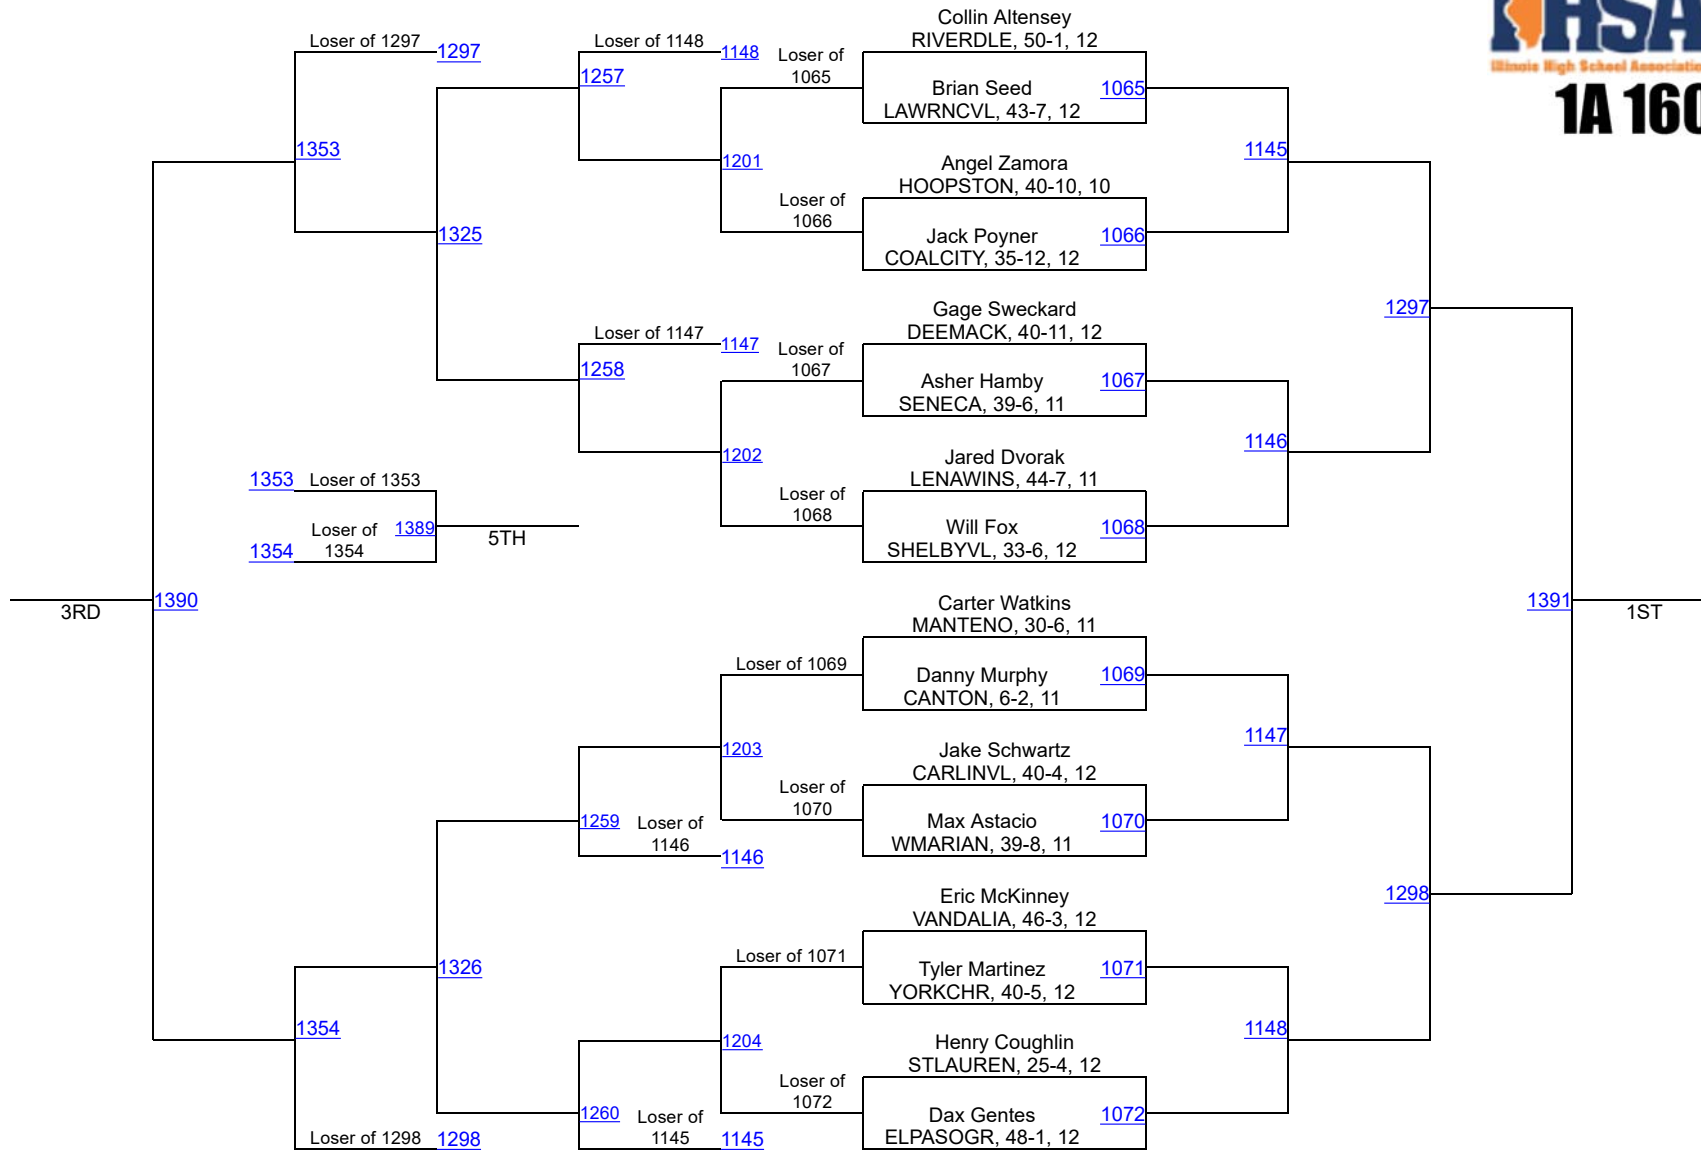 IHSA
Illinois High School Association
1A 160
Collin Altensey
RIVERDLE, 50-1, 12
Loser of 1297
1297
Loser of 1148
1148
Loser of
1065
1257
Brian Seed
1065
LAWRNCVL, 43-7, 12
1353
1201
Angel Zamora
1145
HOOPSTON, 40-10, 10
Loser of
1066
1325
Jack Poyner
1066
COALCITY, 35-12, 12
Gage Sweckard
1297
DEEMACK, 40-11, 12
Loser of 1147
1147
Loser of
1067
1258
Asher Hamby
1067
SENECA, 39-6, 11
1202
Jared Dvorak
1146
LENAWINS, 44-7, 11
1353
Loser of 1353
Loser of
1068
Loser of
1354
1389
5TH
1354
Will Fox
1068
SHELBYVL, 33-6, 12
3RD
1390
Carter Watkins
MANTENO, 30-6, 11
1391
1ST
Loser of 1069
Danny Murphy
1069
CANTON, 6-2, 11
1203
Jake Schwartz
1147
CARLINVL, 40-4, 12
Loser of
1070
1259
Loser of
1146
1146
Max Astacio
1070
WMARIAN, 39-8, 11
Eric McKinney
1298
VANDALIA, 46-3, 12
Loser of 1071
1326
Tyler Martinez
1071
YORKCHR, 40-5, 12
1354
1204
Henry Coughlin
1148
STLAUREN, 25-4, 12
Loser of
1072
1260
Loser of
1145
1145
Dax Gentes
1072
ELPASOGR, 48-1, 12
Loser of 1298
1298